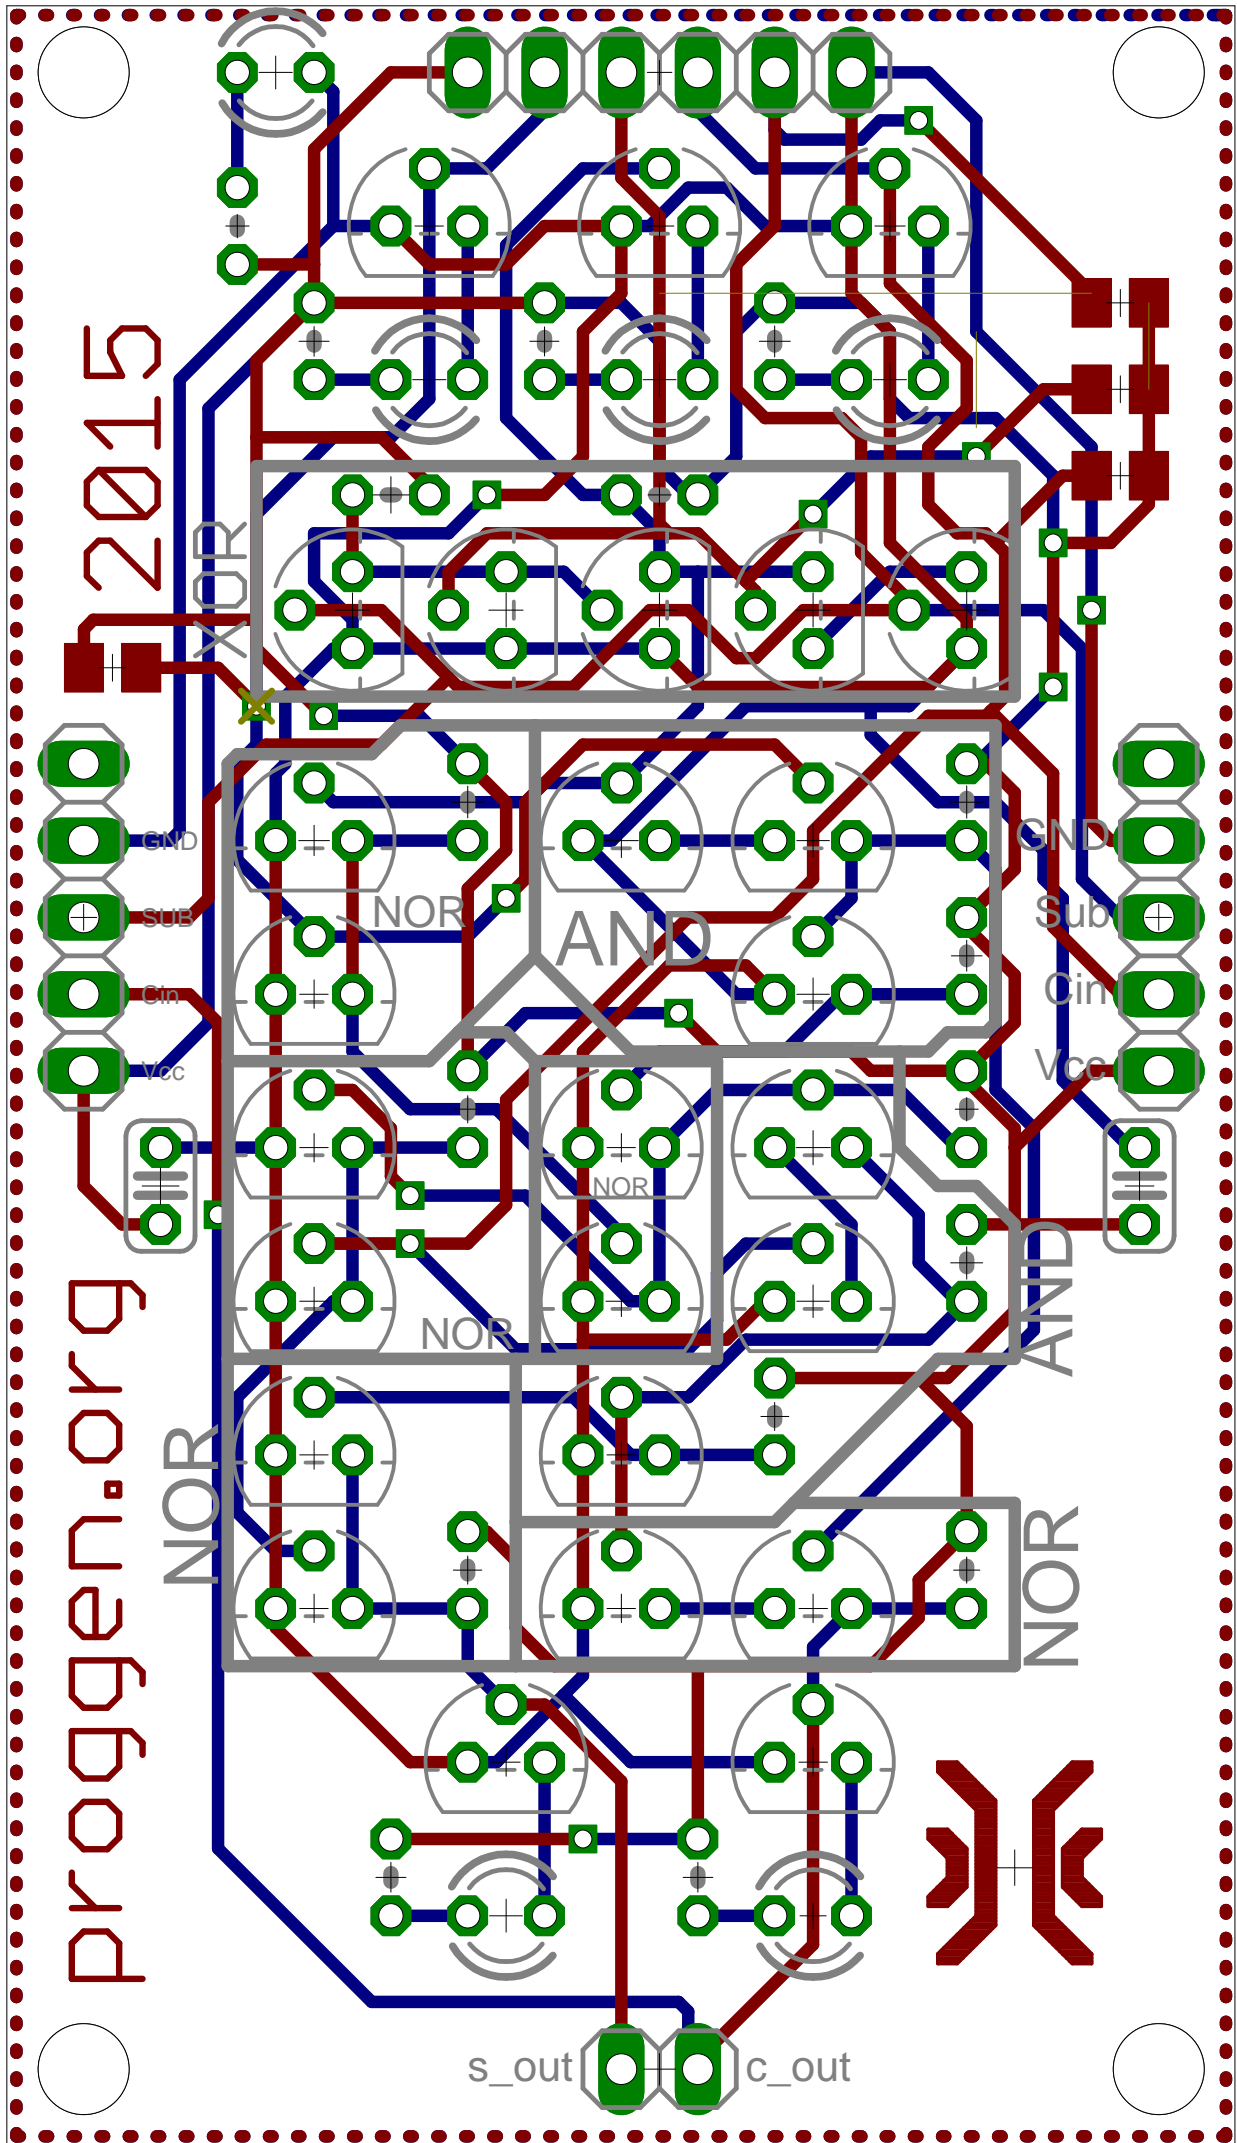 2015
XOR
GND
SUB
Cin
Vcc
NOR
AND
GND
Sub
Cin
Vcc
NOR
NOR
AND
NOR
NOR
proggen.org
s_out
c_out